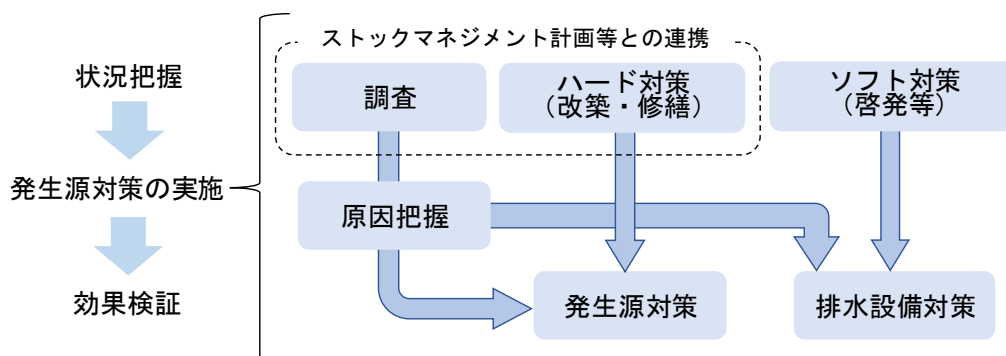 ストックマネジメント計画等との連携
状況把握
調査
ハード対策
（改築・修繕）
ソフト対策
（啓発等）
発生源対策の実施
原因把握
効果検証
発生源対策
排水設備対策